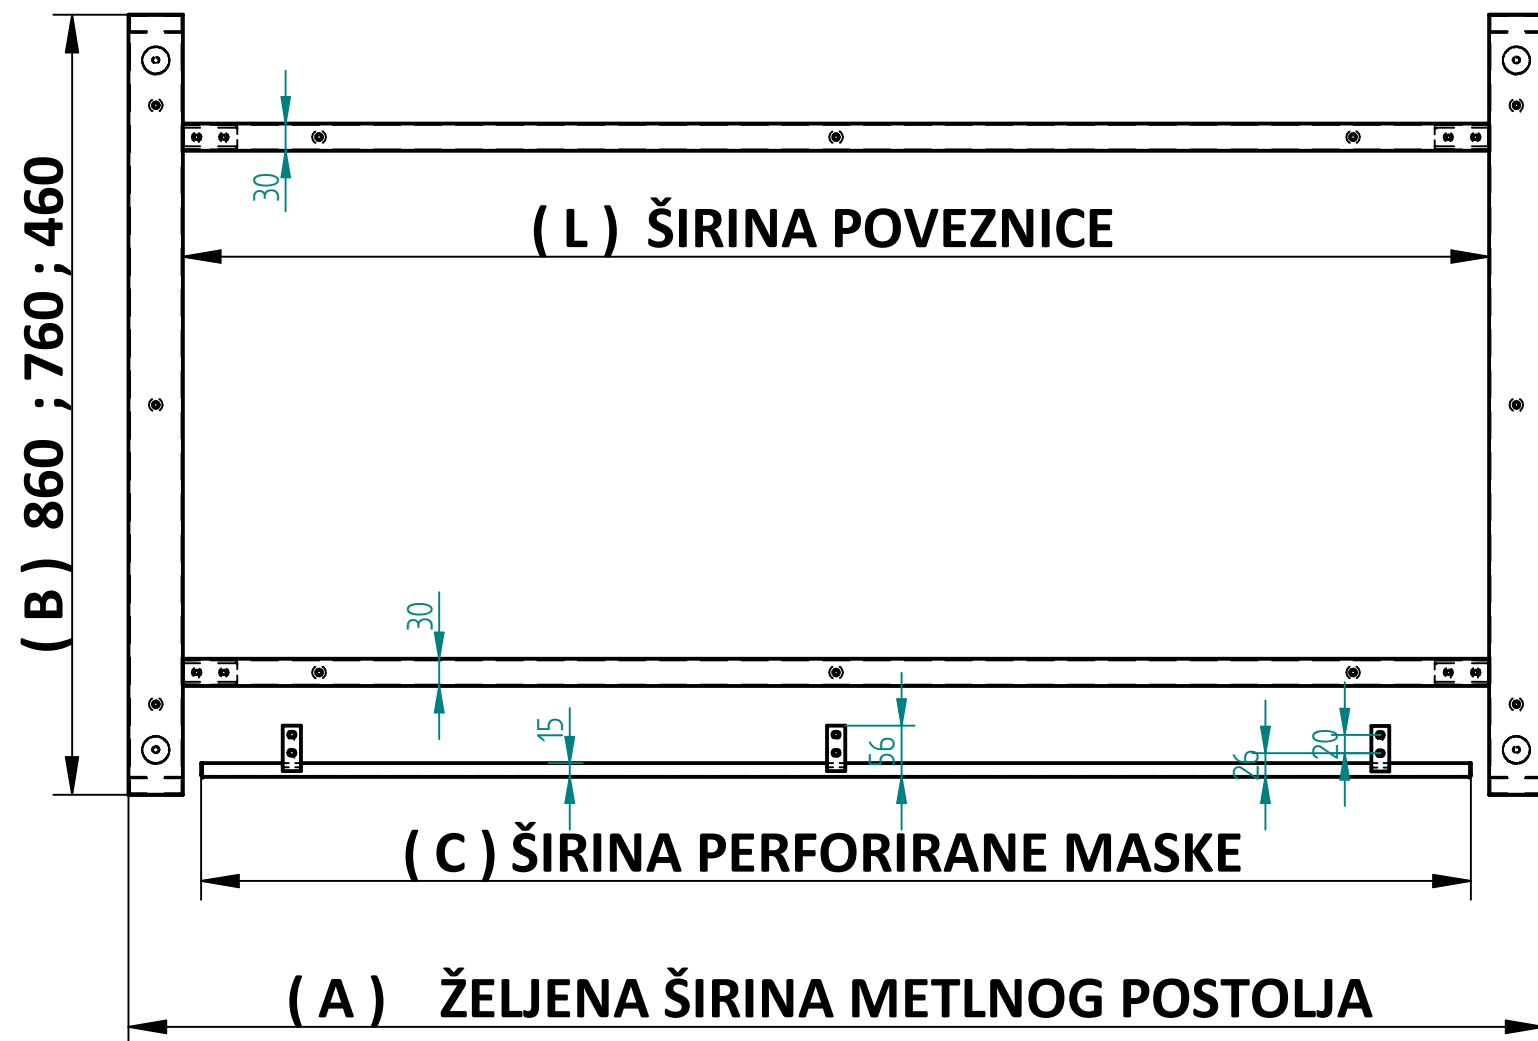 30
( L ) ŠIRINA POVEZNICE
( B ) 860 ; 760 ; 460
30
15
56
26
20
( C ) ŠIRINA PERFORIRANE MASKE
( A ) ŽELJENA ŠIRINA METLNOG POSTOLJA